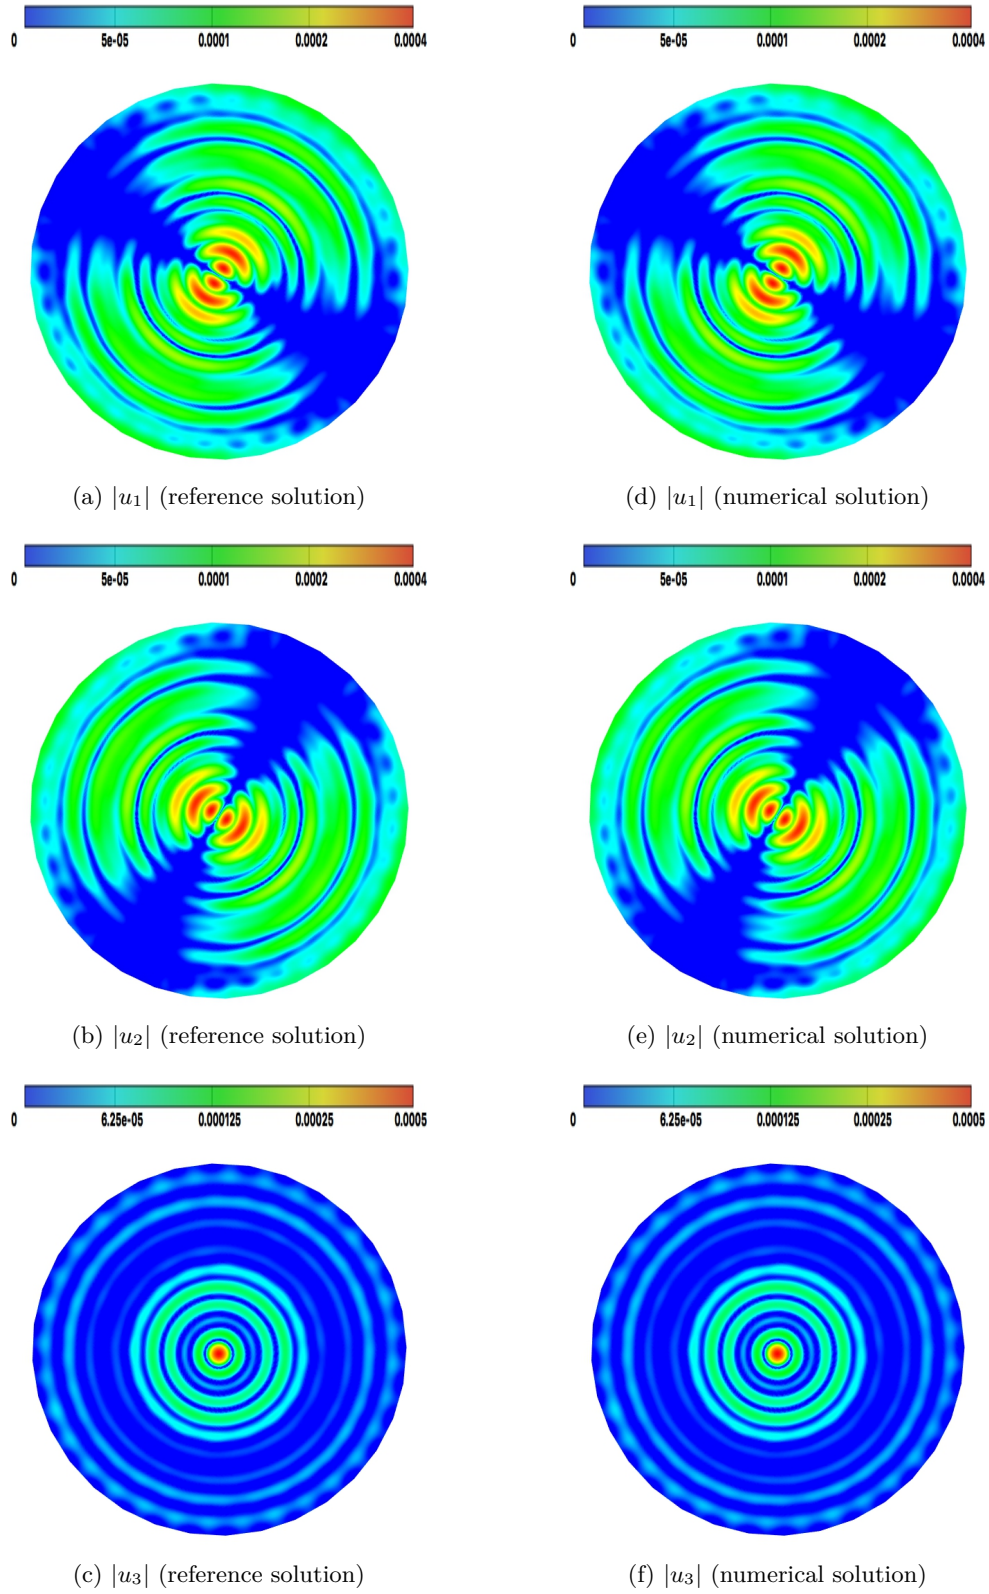 0 5e-05 0.0001 0.0002 0.0004 0 5e-05 0.0001 0.0002 0.0004
(a) |u₁| (reference solution) (d) |u₁| (numerical solution)
0 5e-05 0.0001 0.0002 0.0004 0 5e-05 0.0001 0.0002 0.0004
(b) |u₂| (reference solution) (e) |u₂| (numerical solution)
0 6.25e-05 0.000125 0.00025 0.0005 0 6.25e-05 0.000125 0.00025 0.0005
(c) |u₃| (reference solution) (f) |u₃| (numerical solution)